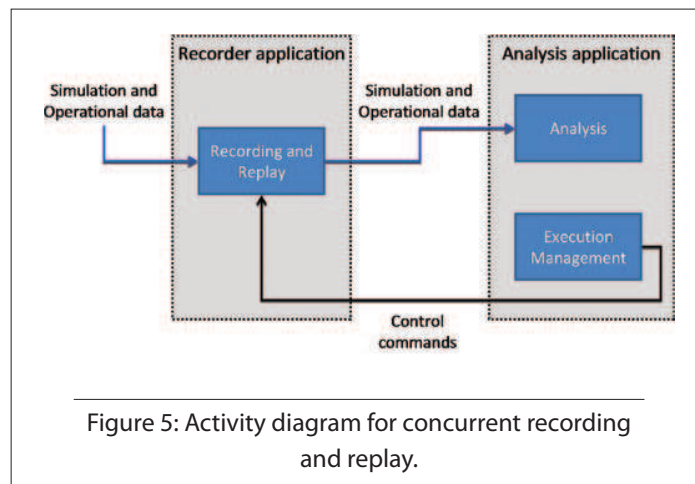 Recorder application
Analysis application
Simulation and
Operational data
Simulation and
Operational data
Recording and
Replay
Analysis
Execution
Management
Control
commands
Figure 5: Activity diagram for concurrent recording
and replay.